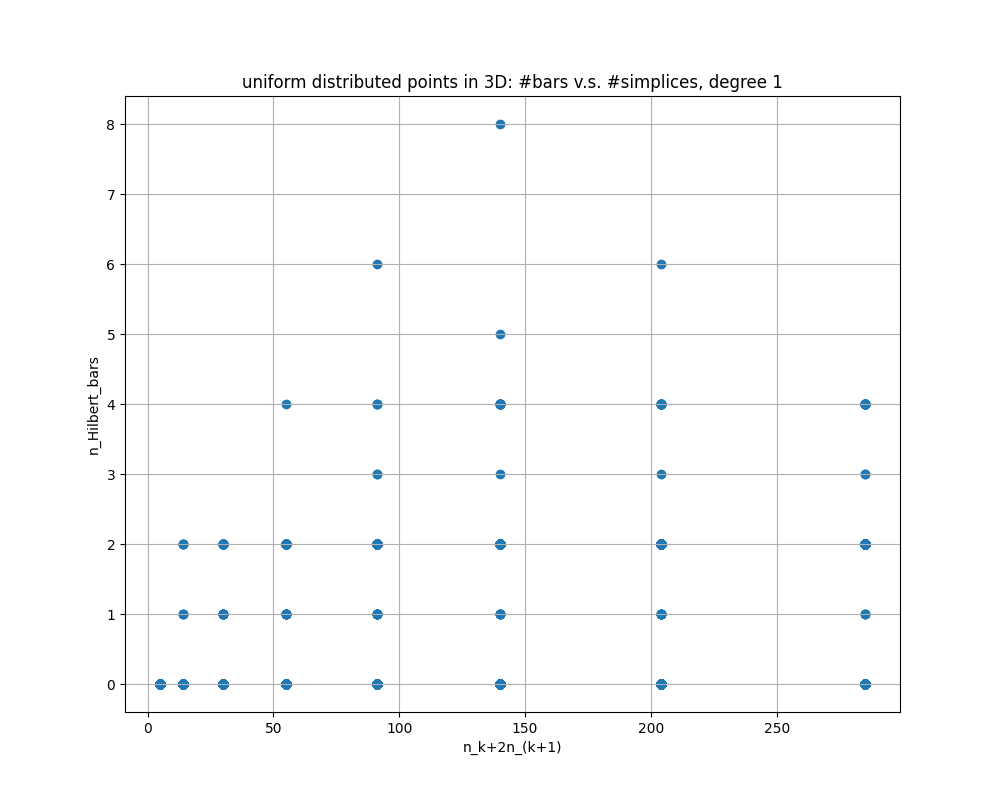 uniform distributed points in 3D: #bars v.s. #simplices, degree 1
8
7
6
5
4
3
2
1
0
n_Hilbert_bars
0 50 100 150 200 250
n_k+2n_(k+1)